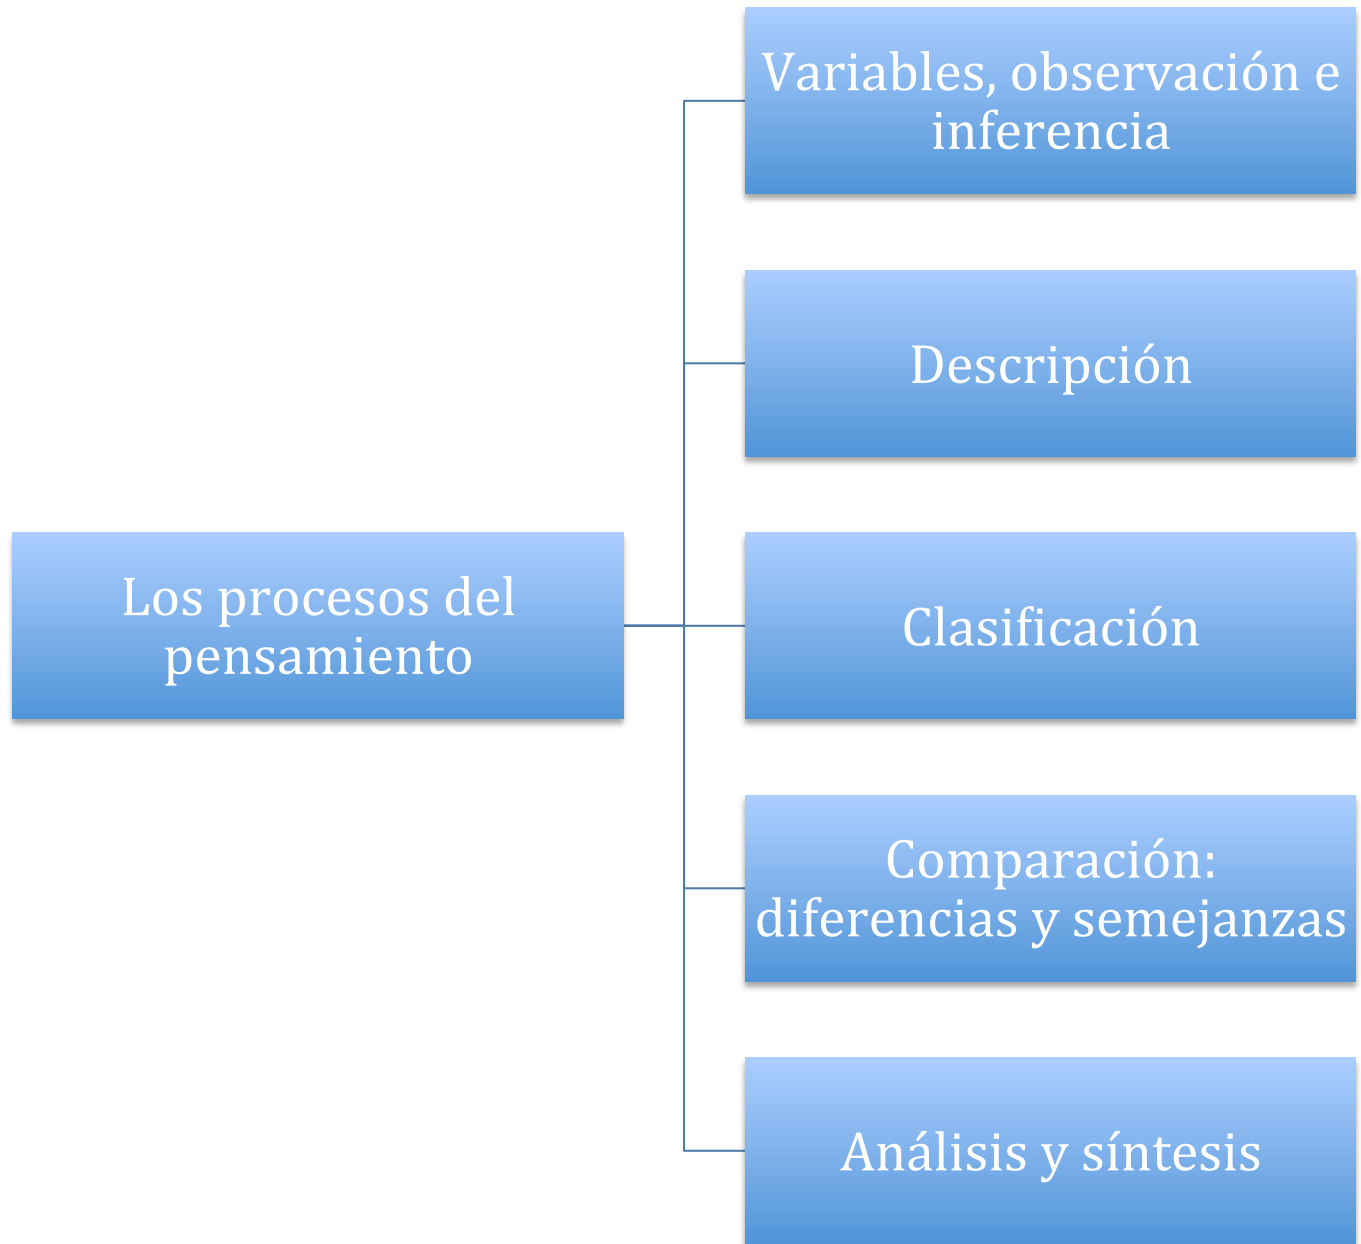 Variables, observación e
inferencia
Descripción
Los procesos del
pensamiento
Clasificación
Comparación:
diferencias y semejanzas
Análisis y síntesis